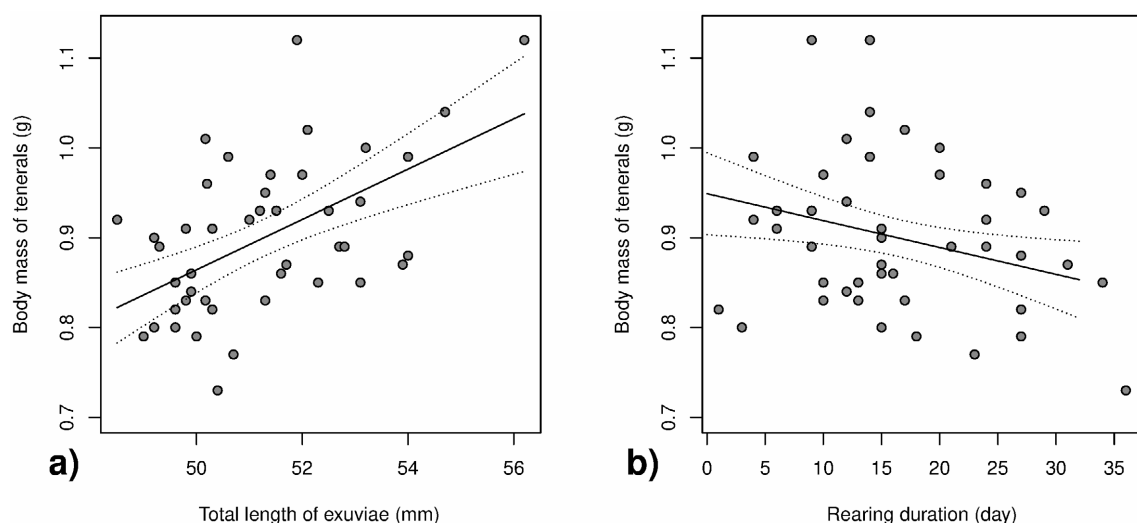 Body mass of tenerals (g)
1.1
1.0
0.9
0.8
0.7
50 52 54 56
Total length of exuviae (mm)
a)
Body mass of tenerals (g)
1.1
1.0
0.9
0.8
0.7
0 5 10 15 20 25 30 35
Rearing duration (day)
b)